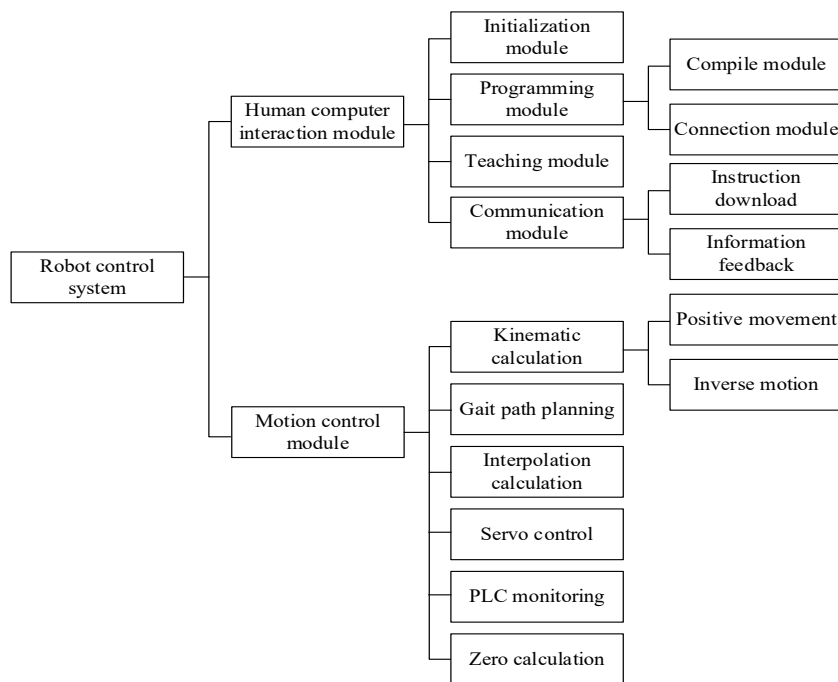 Robot control
system
Human computer
interaction module
Initialization
module
Programming
module
Compile module
Connection module
Teaching module
Communication
module
Instruction
download
Information
feedback
Motion control
module
Kinematic
calculation
Positive movement
Inverse motion
Gait path planning
Interpolation
calculation
Servo control
PLC monitoring
Zero calculation